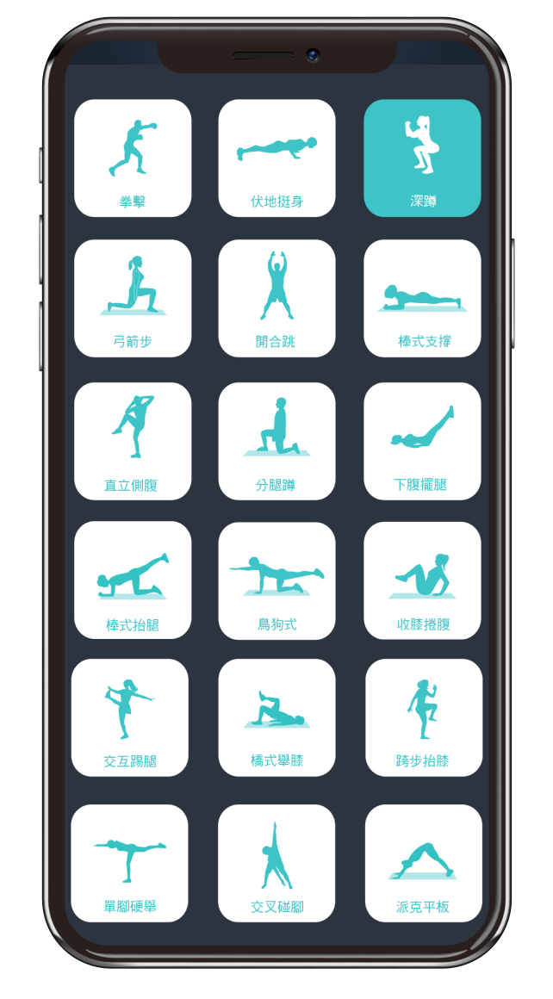 拳擊
伏地挺身
深蹲
弓箭步
開合跳
棒式支撐
直立側腹
分腿蹲
下腹擺腿
棒式抬腿
鳥狗式
收膝捲腹
交互踢腿
橋式舉膝
跨步抬膝
單腳硬舉
交叉碰腳
派克平板